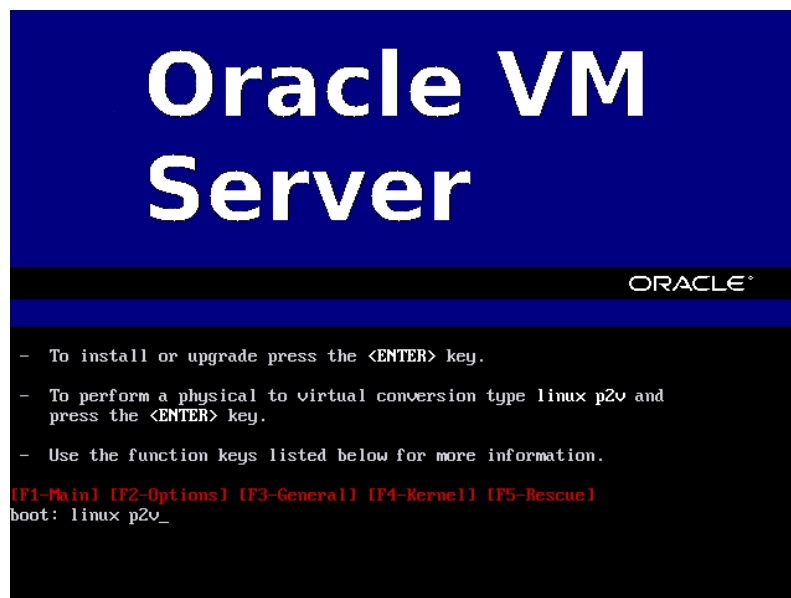 Oracle VM
Server
ORACLE®
- To install or upgrade press the <ENTER> key.
- To perform a physical to virtual conversion type linux p2v and
press the <ENTER> key.
- Use the function keys listed below for more information.
[F1-Main] [F2-Options] [F3-General] [F4-Kernel] [F5-Rescue]
boot: linux p2v_